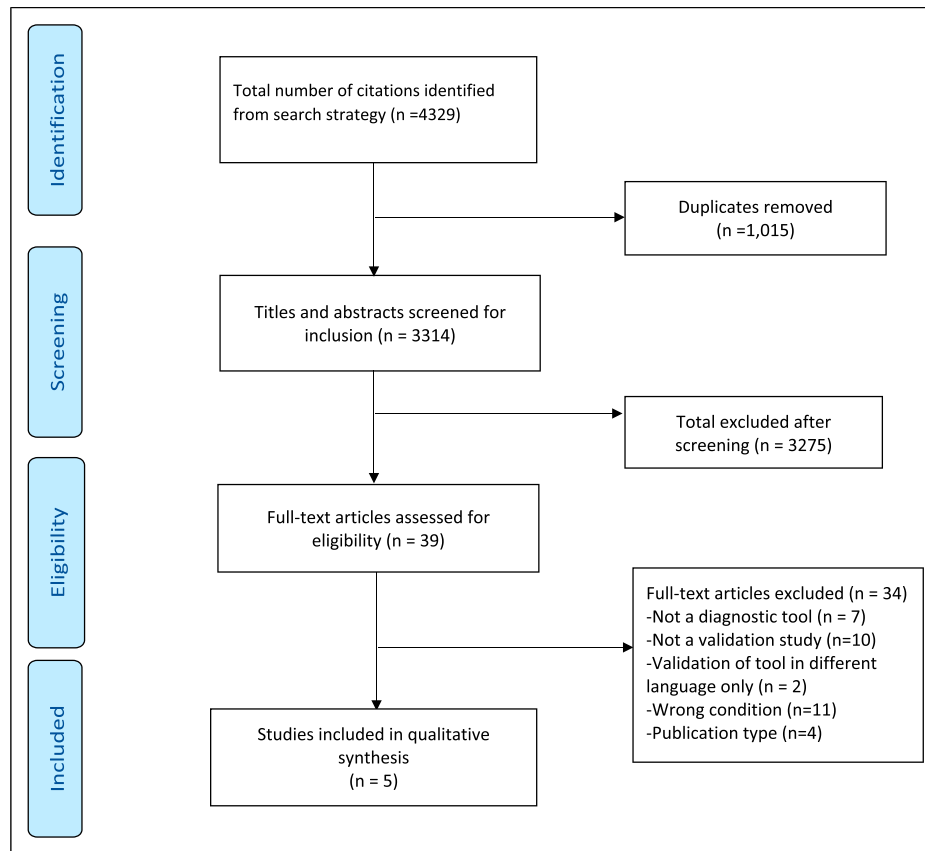 Identification
Total number of citations identified
from search strategy (n =4329)
Duplicates removed
(n =1,015)
Screening
Titles and abstracts screened for
inclusion (n = 3314)
Total excluded after
screening (n = 3275)
Eligibility
Full-text articles assessed for
eligibility (n = 39)
Full-text articles excluded (n = 34)
-Not a diagnostic tool (n = 7)
-Not a validation study (n=10)
-Validation of tool in different
language only (n = 2)
-Wrong condition (n=11)
-Publication type (n=4)
Included
Studies included in qualitative
synthesis
(n = 5)